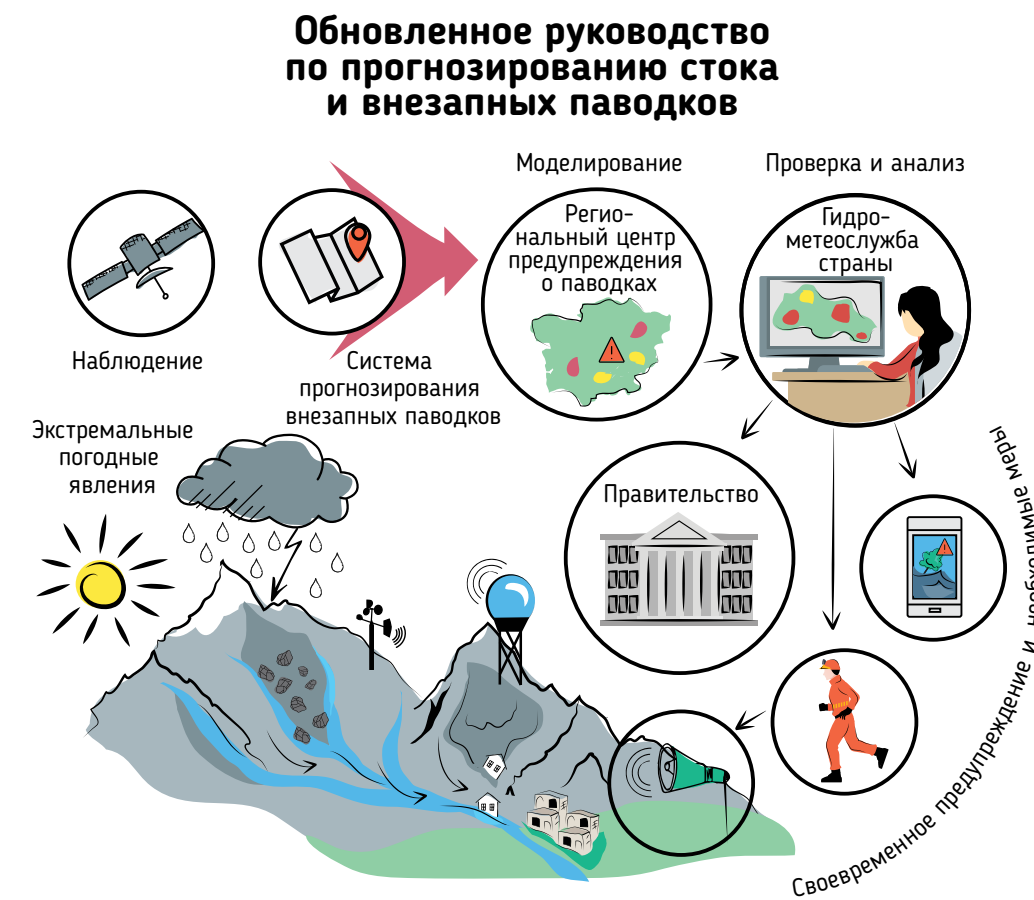 Обновленное руководство
по прогнозированию стока
и внезапных паводков
Моделирование
Проверка и анализ
Регио-
нальный центр
предупреждения
о паводках
Гидро-
метеослужба
страны
Наблюдение
Система
прогнозирования
внезапных паводков
Экстремальные
погодные
явления
Правительство
Своевременное предупреждение и необходимые меры